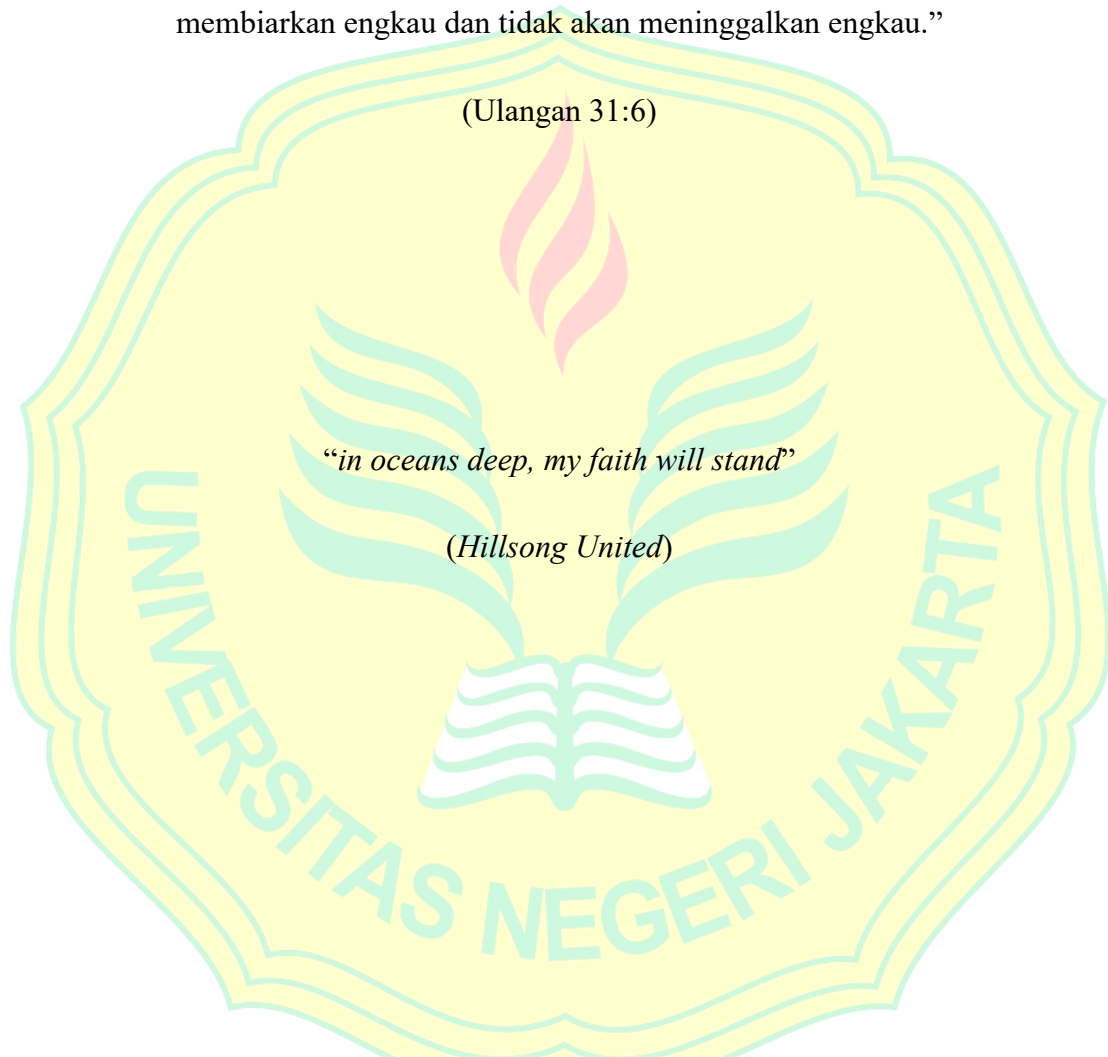 membiarkan engkau dan tidak akan meninggalkan engkau.”
(Ulangan 31:6)
“in oceans deep, my faith will stand”
(Hillsong United)
UNIVERSITAS NEGERI JAKARTA